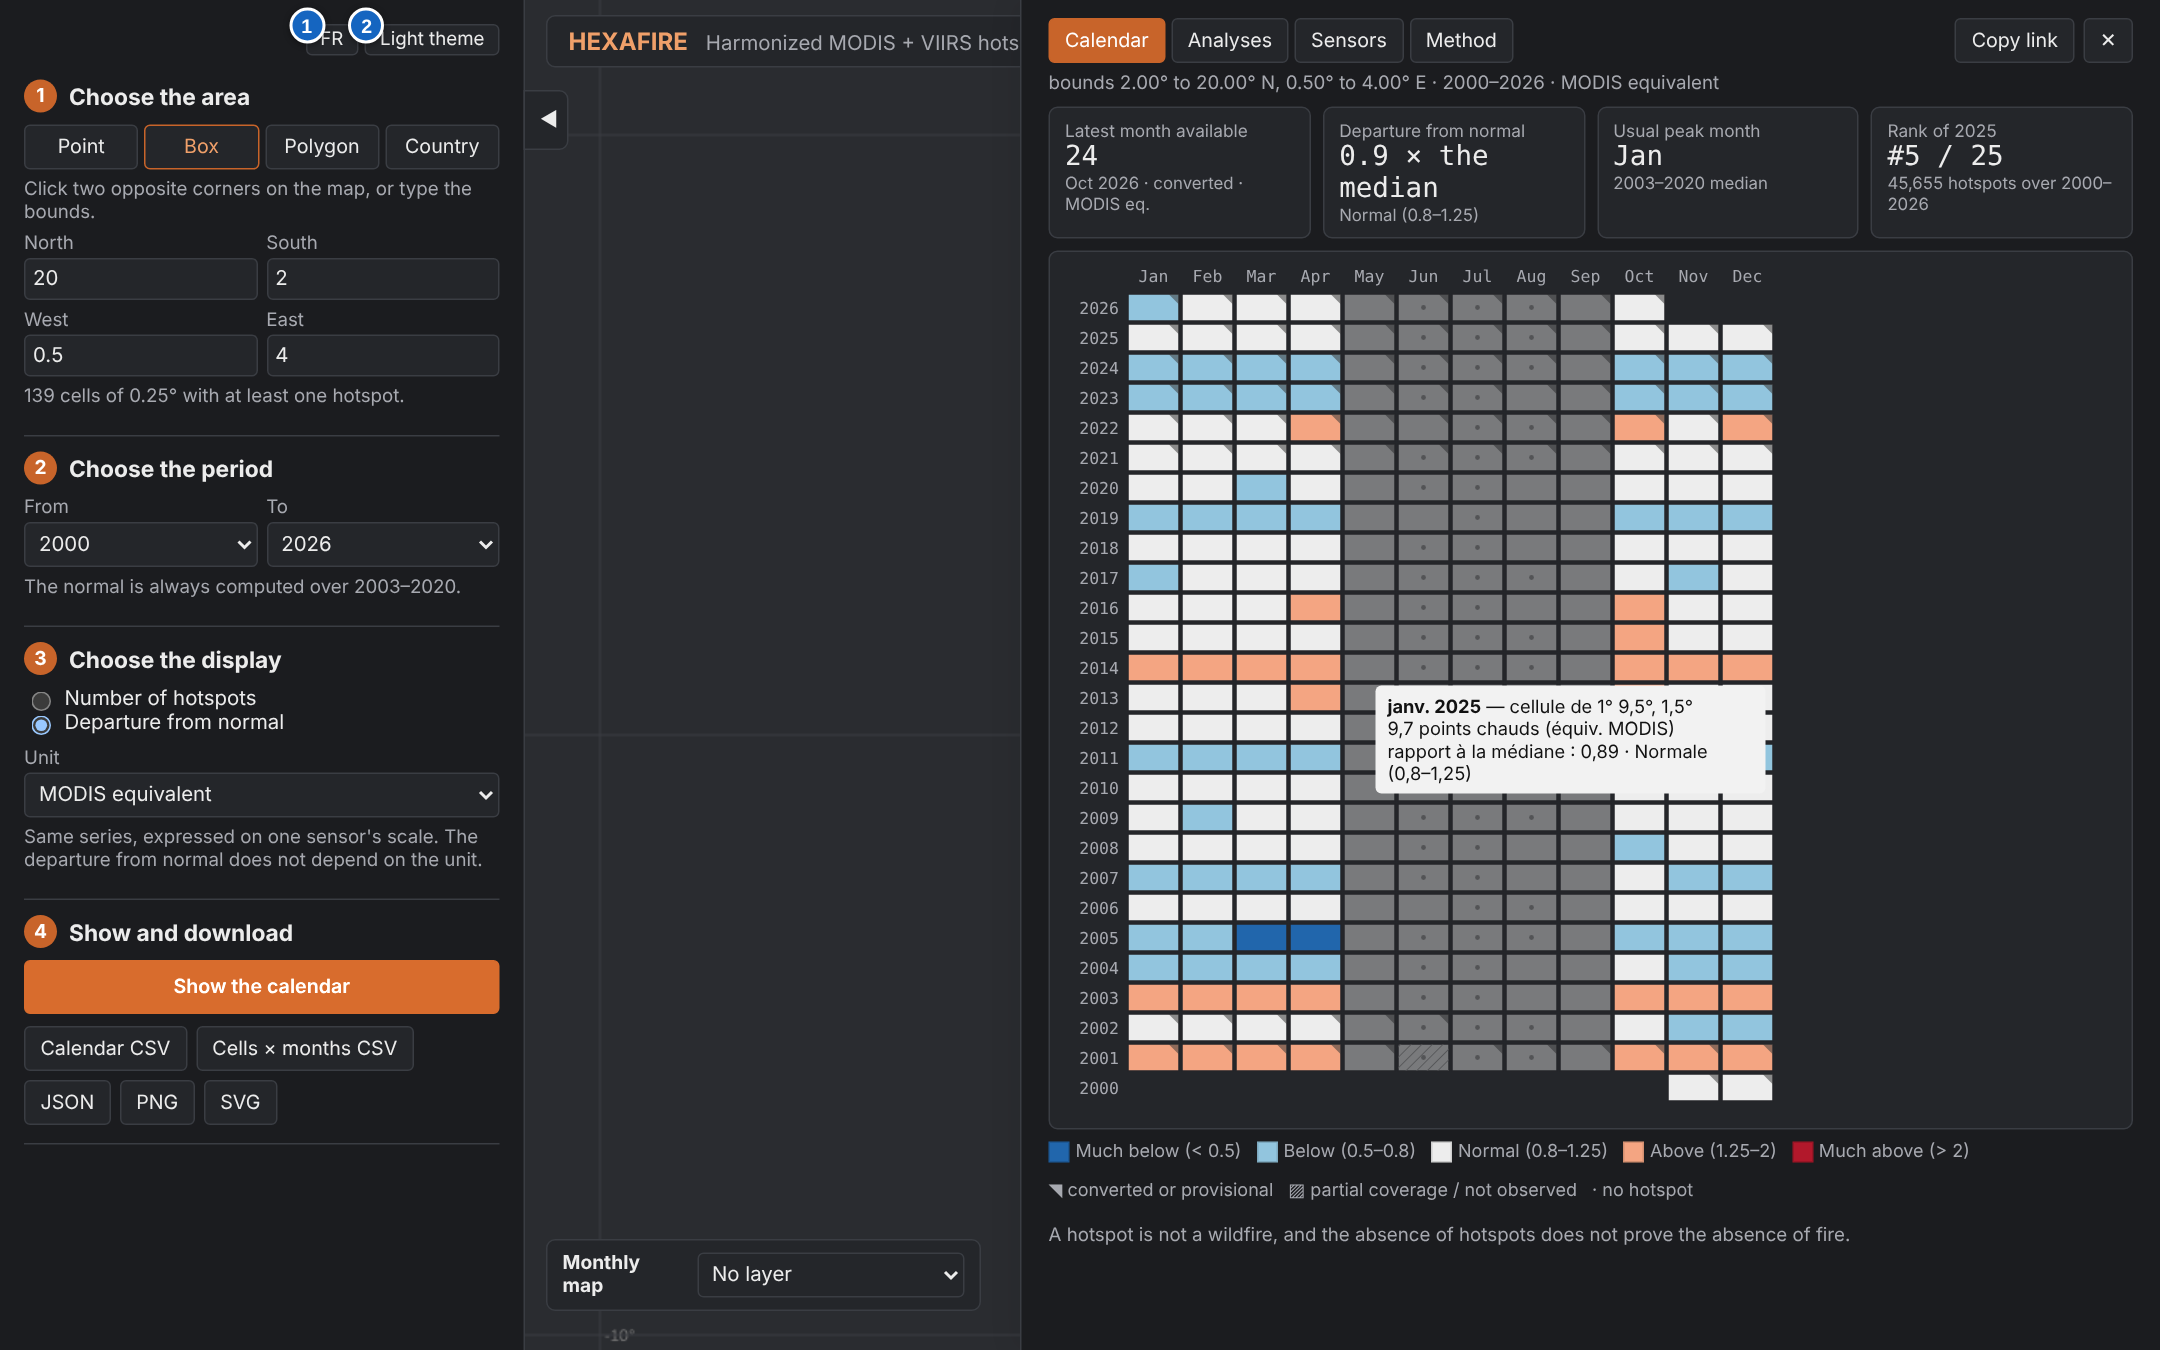 1 2
FR Light theme
1 Choose the area
Point Box Polygon Country
Click two opposite corners on the map, or type the
bounds.
North South
20 2
West East
0.5 4
139 cells of 0.25° with at least one hotspot.
2 Choose the period
From To
2000 2026
The normal is always computed over 2003–2020.
3 Choose the display
Number of hotspots
Departure from normal
Unit
MODIS equivalent
Same series, expressed on one sensor's scale. The
departure from normal does not depend on the unit.
4 Show and download
Show the calendar
Calendar CSV Cells × months CSV
JSON PNG SVG
HEXAFIRE Harmonized MODIS + VIIRS hots
Monthly
map
No layer
-10°
Calendar Analyses Sensors Method Copy link ×
bounds 2.00° to 20.00° N, 0.50° to 4.00° E · 2000–2026 · MODIS equivalent
Latest month available
24
Oct 2026 · converted ·
MODIS eq.
Departure from normal
0.9 × the
median
Normal (0.8–1.25)
Usual peak month
Jan
2003–2020 median
Rank of 2025
#5 / 25
45,655 hotspots over 2000–
2026
Jan Feb Mar Apr May Jun Jul Aug Sep Oct Nov Dec
2026
2025
2024
2023
2022
2021
2020
2019
2018
2017
2016
2015
2014
2013
2012
2011
2010
2009
2008
2007
2006
2005
2004
2003
2002
2001
2000
janv. 2025 — cellule de 1° 9,5°, 1,5°
9,7 points chauds (équiv. MODIS)
rapport à la médiane : 0,89 · Normale
(0,8–1,25)
Much below (< 0.5) Below (0.5–0.8) Normal (0.8–1.25) Above (1.25–2) Much above (> 2)
converted or provisional partial coverage / not observed · no hotspot
A hotspot is not a wildfire, and the absence of hotspots does not prove the absence of fire.